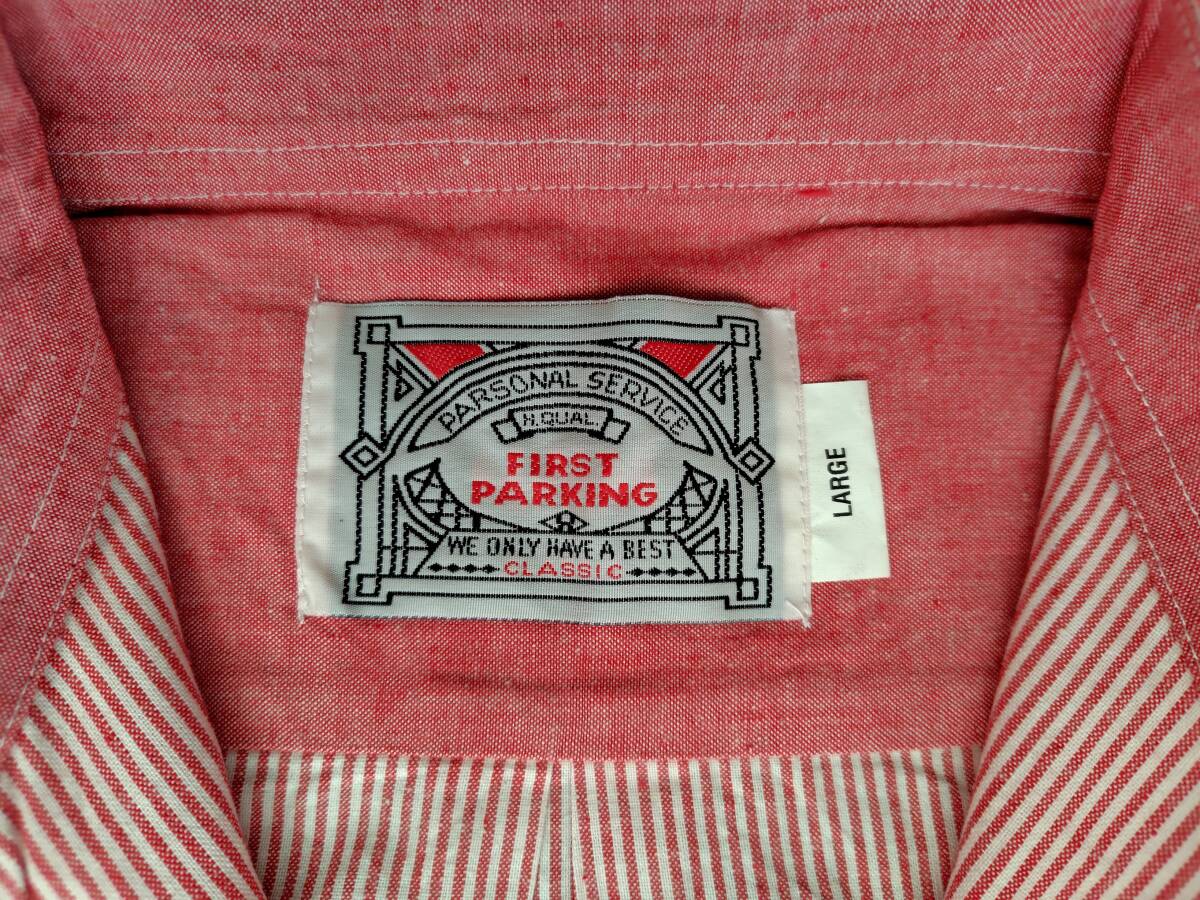 PARSONAL SERVICE
H.QUAL.
FIRST
PARKING
WE ONLY HAVE A BEST
CLASSIC
LARGE